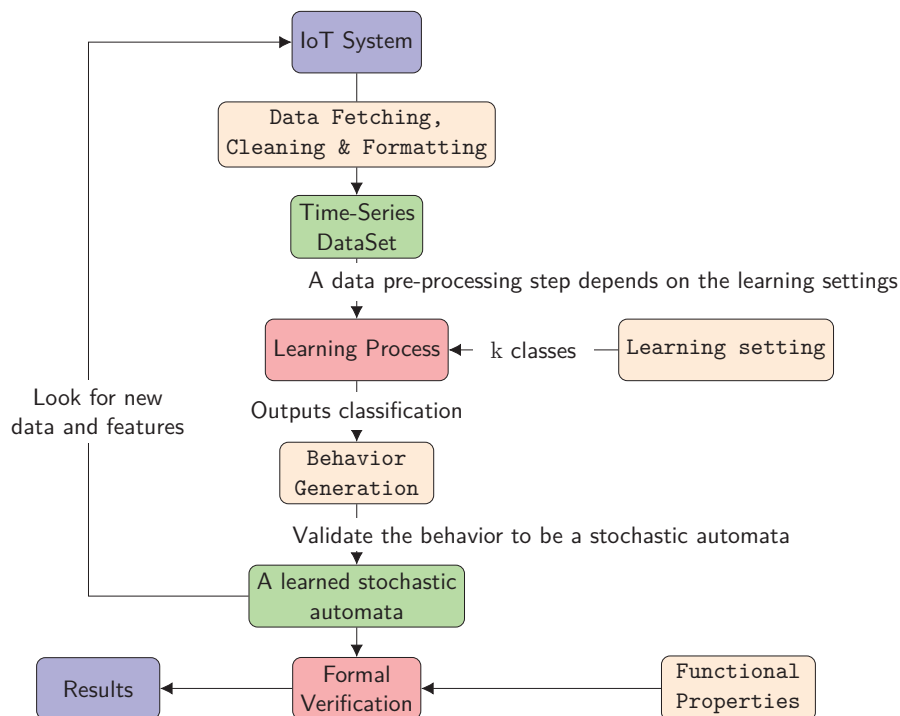 IoT System
Data Fetching,
Cleaning & Formatting
Time-Series
DataSet
A data pre-processing step depends on the learning settings
Learning Process
k classes
Learning setting
Look for new
data and features
Outputs classification
Behavior
Generation
Validate the behavior to be a stochastic automata
A learned stochastic
automata
Results
Formal
Verification
Functional
Properties